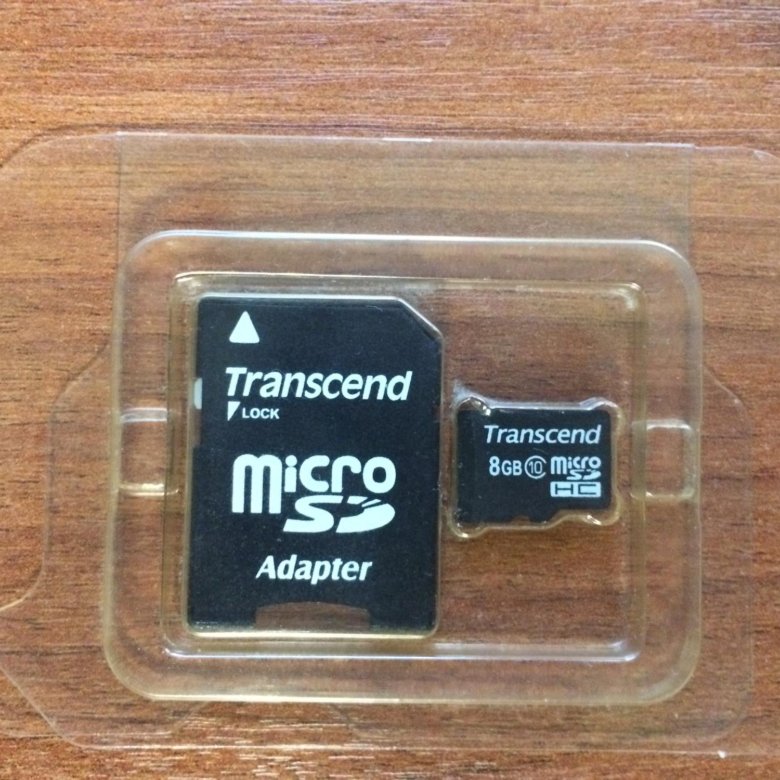 Transcend
LOCK
micro
SD
Adapter
Transcend
8GB 10 micro
SD
HC